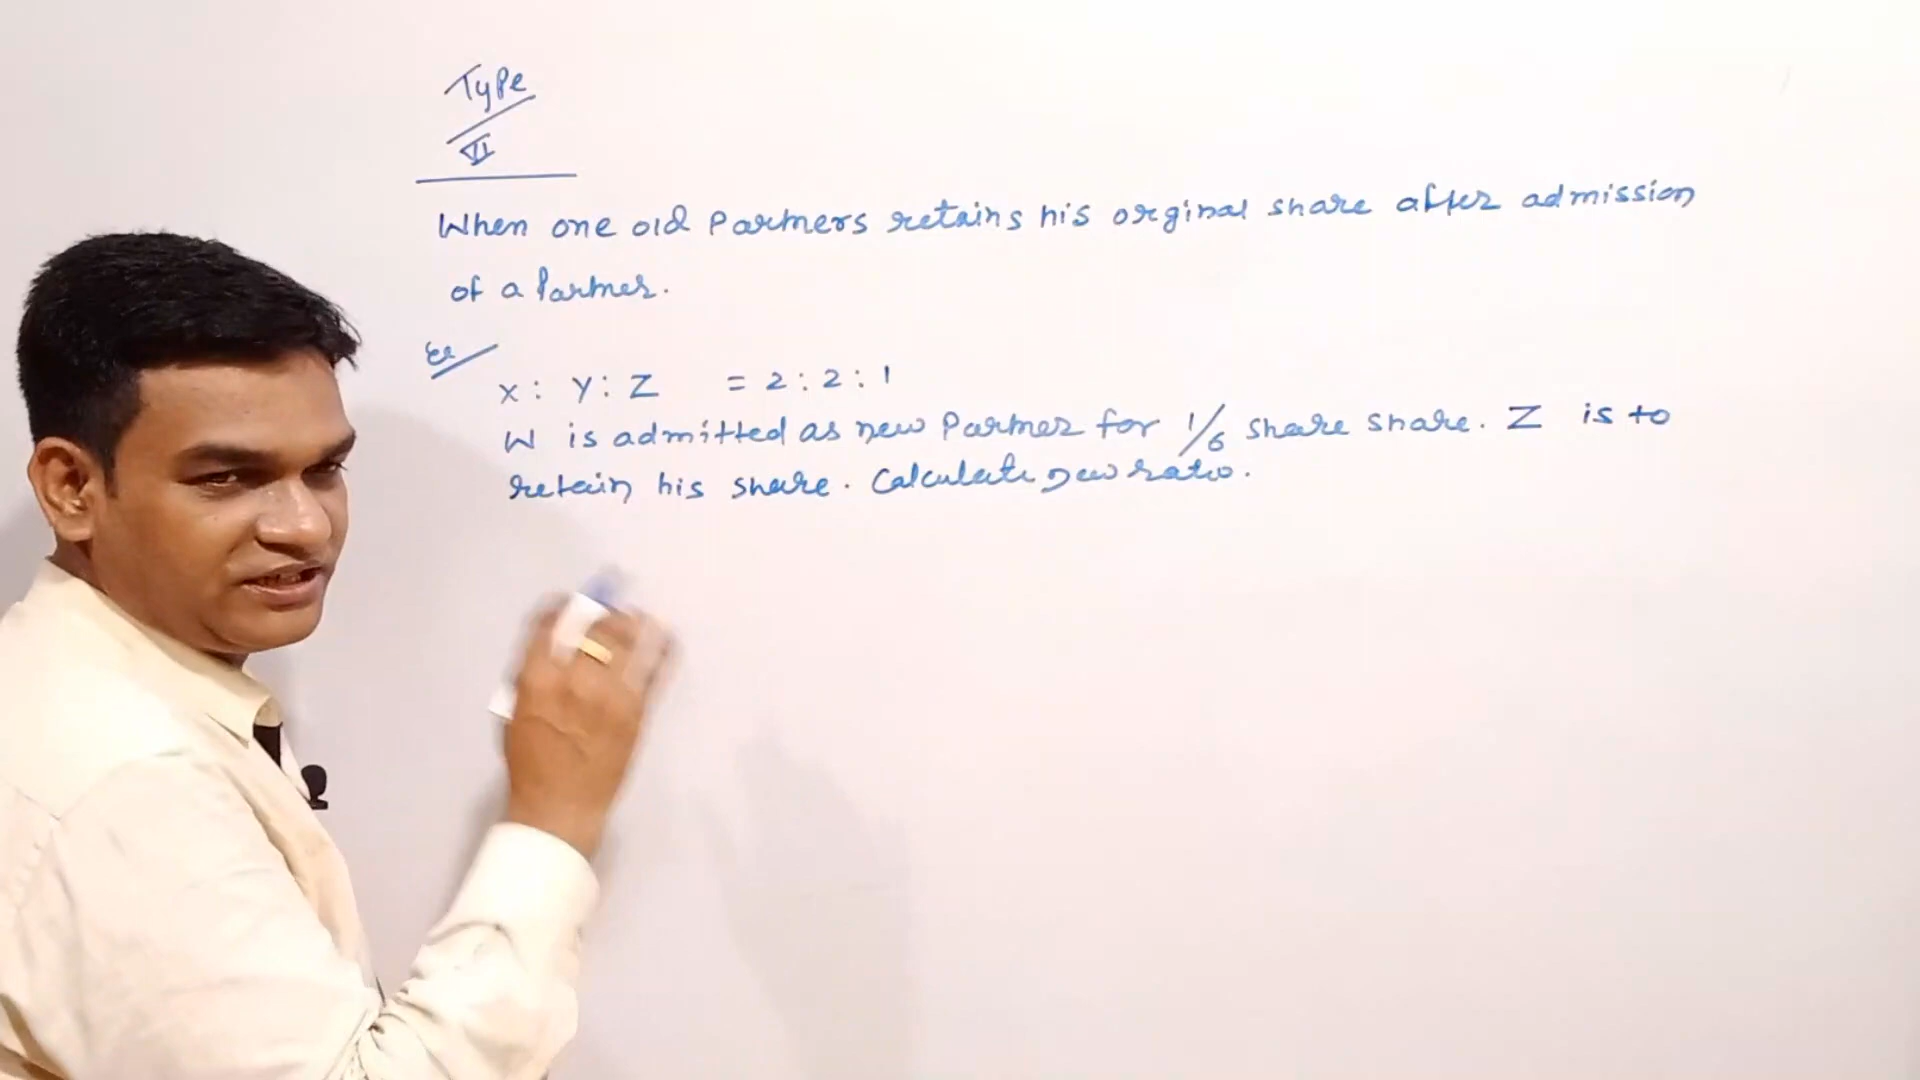 Type
VI
When one old Partners retains his orginal share after admission
of a Partner.
Ex
X : Y : Z = 2 : 2 : 1
W is admitted as new Partner for 1/6 share share. Z is to
retain his share. Calculate new ratio.